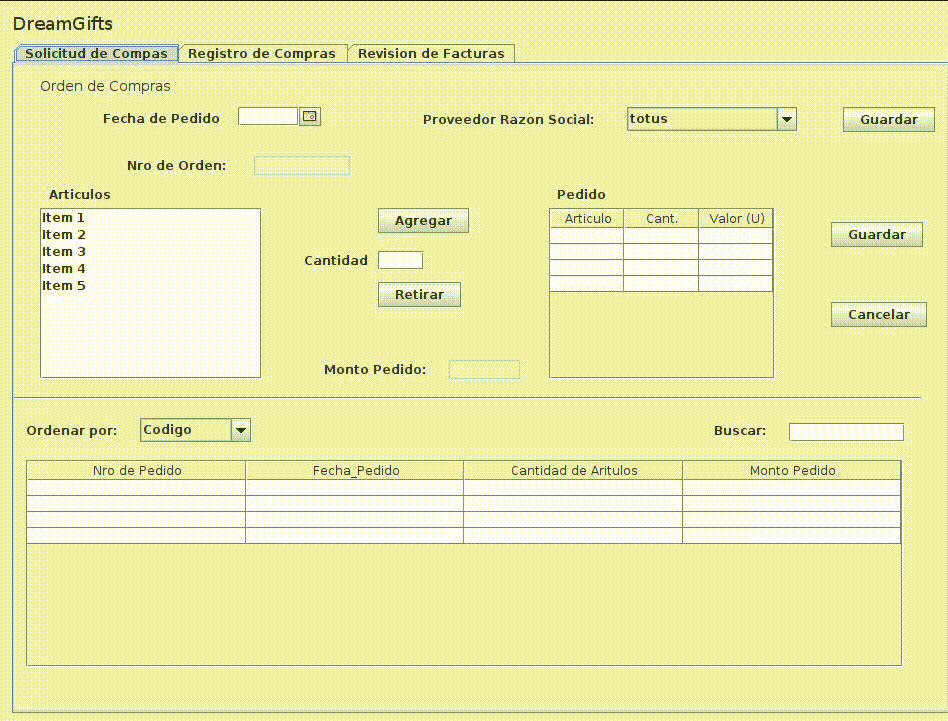 DreamGifts
Solicitud de Compas Registro de Compras Revision de Facturas
Orden de Compras
Fecha de Pedido Proveedor Razon Social: totus Guardar
Nro de Orden:
Articulos Pedido
Item 1
Item 2
Item 3
Item 4
Item 5
Agregar
Cantidad
Retirar
Monto Pedido:
Articulo Cant. Valor (U)
Guardar
Cancelar
Ordenar por: Codigo Buscar:
Nro de Pedido Fecha_Pedido Cantidad de Aritulos Monto Pedido